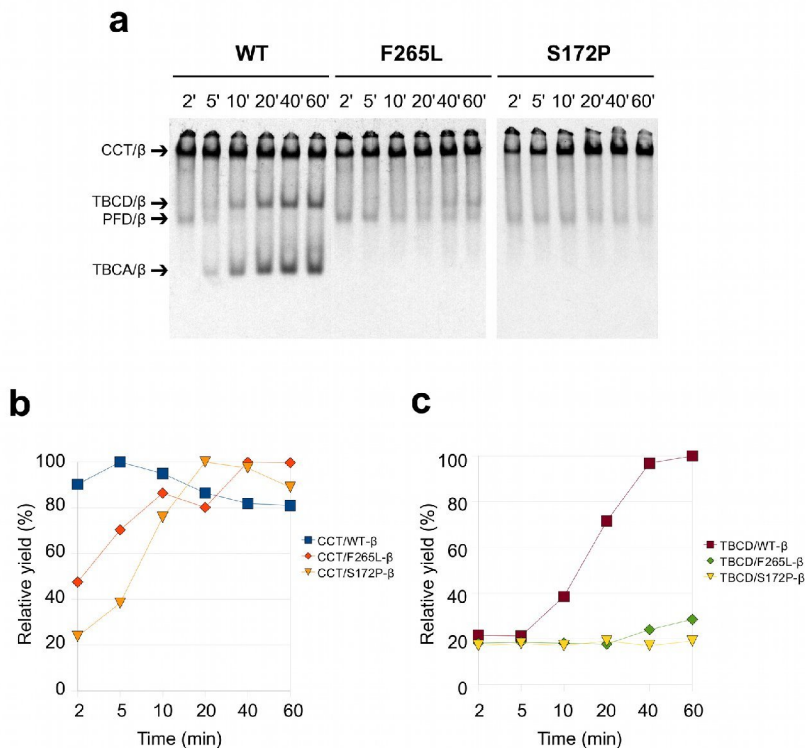 a
WT F265L S172P
2' 5' 10' 20' 40' 60' 2' 5' 10' 20' 40' 60' 2' 5' 10' 20' 40' 60'
CCT/β ➔
TBCD/β ➔
PFD/β ➔
TBCA/β ➔
b
Relative yield (%)
100
80
60
40
20
0
2 5 10 20 40 60
Time (min)
CCT/WT-β
CCT/F265L-β
CCT/S172P-β
c
Relative yield (%)
100
80
60
40
20
0
2 5 10 20 40 60
Time (min)
TBCD/WT-β
TBCD/F265L-β
TBCD/S172P-β